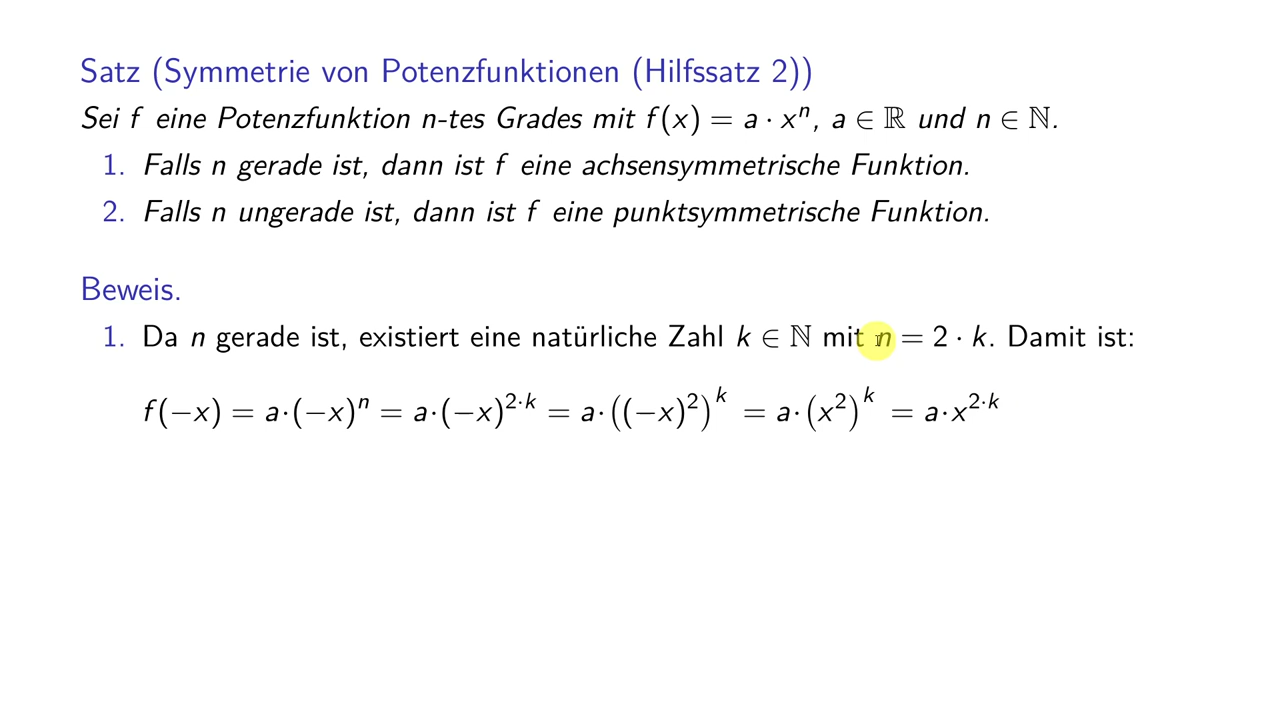 Satz (Symmetrie von Potenzfunktionen (Hilfssatz 2))
Sei f eine Potenzfunktion n-tes Grades mit f(x) = a · xⁿ, a ∈ ℝ und n ∈ ℕ.
1. Falls n gerade ist, dann ist f eine achsensymmetrische Funktion.
2. Falls n ungerade ist, dann ist f eine punktsymmetrische Funktion.
Beweis.
1. Da n gerade ist, existiert eine natürliche Zahl k ∈ ℕ mit n = 2 · k. Damit ist:
f(−x) = a·(−x)ⁿ = a·(−x)^{2·k} = a·((−x)²)^k = a·(x²)^k = a·x^{2·k}